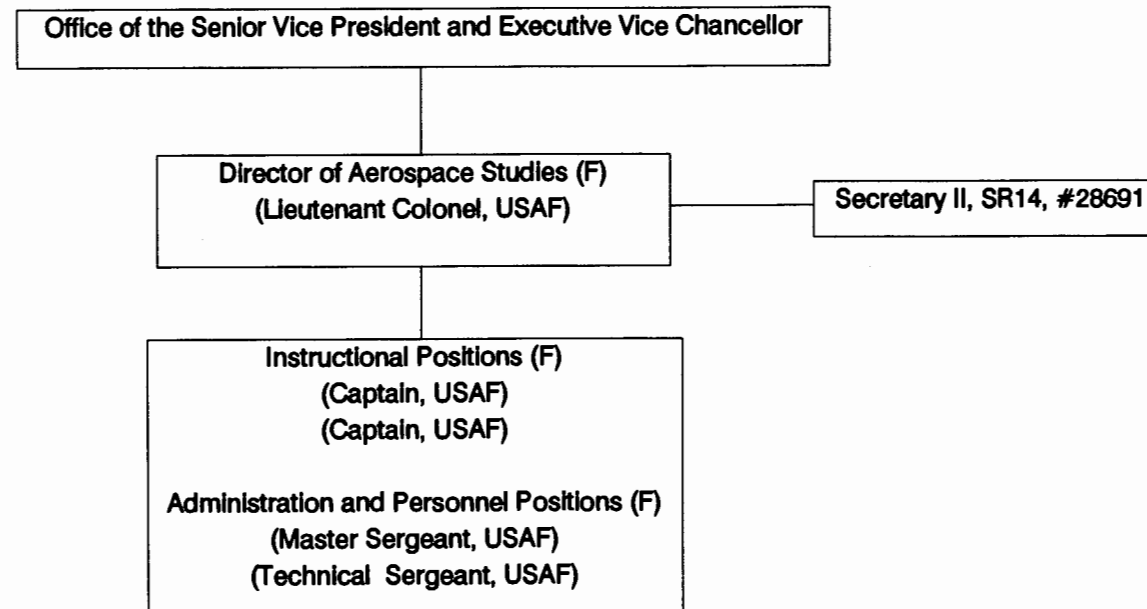 Office of the Senior Vice President and Executive Vice Chancellor
Director of Aerospace Studies (F)
(Lieutenant Colonel, USAF)
Secretary II, SR14, #28691
Instructional Positions (F)
(Captain, USAF)
(Captain, USAF)
Administration and Personnel Positions (F)
(Master Sergeant, USAF)
(Technical Sergeant, USAF)